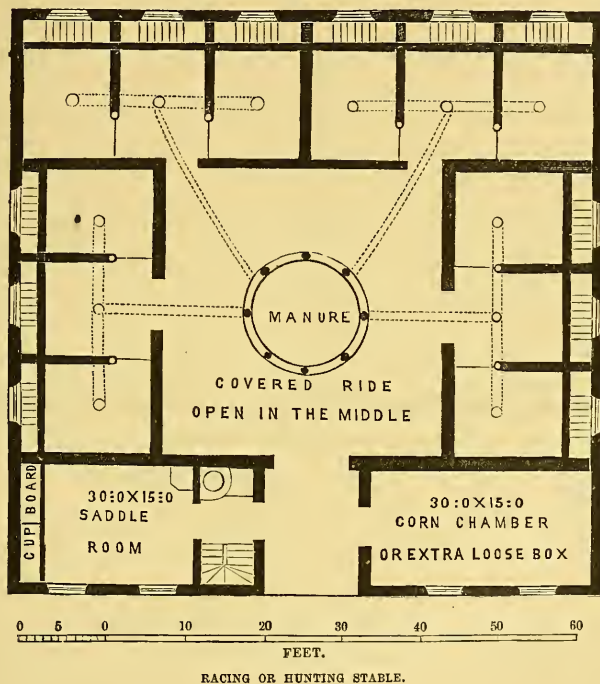 MANURE
COVERED RIDE
OPEN IN THE MIDDLE
CUP BOARD
30:0X15:0
SADDLE
ROOM
30:0X15:0
CORN CHAMBER
OR EXTRA LOOSE BOX
0 5 0 10 20 30 40 50 60
FEET.
RACING OR HUNTING STABLE.